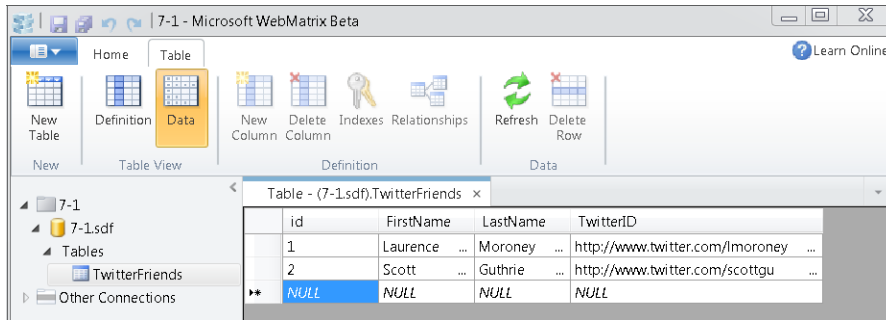 7-1 - Microsoft WebMatrix Beta
Home Table
Learn Online
New Table
Definition
Data
New Column
Delete Column
Indexes
Relationships
Refresh
Delete Row
New
Table View
Definition
Data
7-1
7-1.sdf
Tables
TwitterFriends
Other Connections
Table - (7-1.sdf).TwitterFriends ×
id FirstName LastName TwitterID
1 Laurence ... Moroney ... http://www.twitter.com/lmoroney ...
2 Scott ... Guthrie ... http://www.twitter.com/scottgu ...
NULL NULL NULL NULL